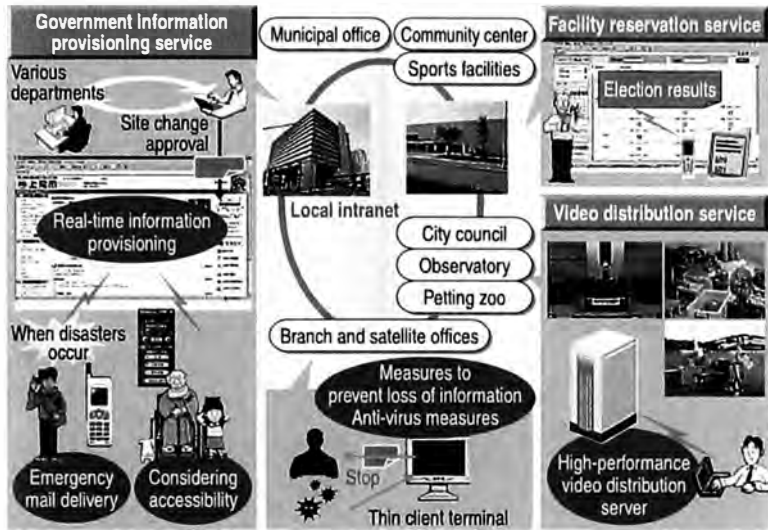 Government information
provisioning service
Various
departments
Site change
approval
Real-time information
provisioning
When disasters
occur
Emergency
mail delivery
Considering
accessibility
Municipal office
Community center
Sports facilities
Local intranet
City council
Observatory
Petting zoo
Branch and satellite offices
Measures to
prevent loss of information
Anti-virus measures
Stop
Thin client terminal
Facility reservation service
Election results
Video distribution service
High-performance
video distribution
server